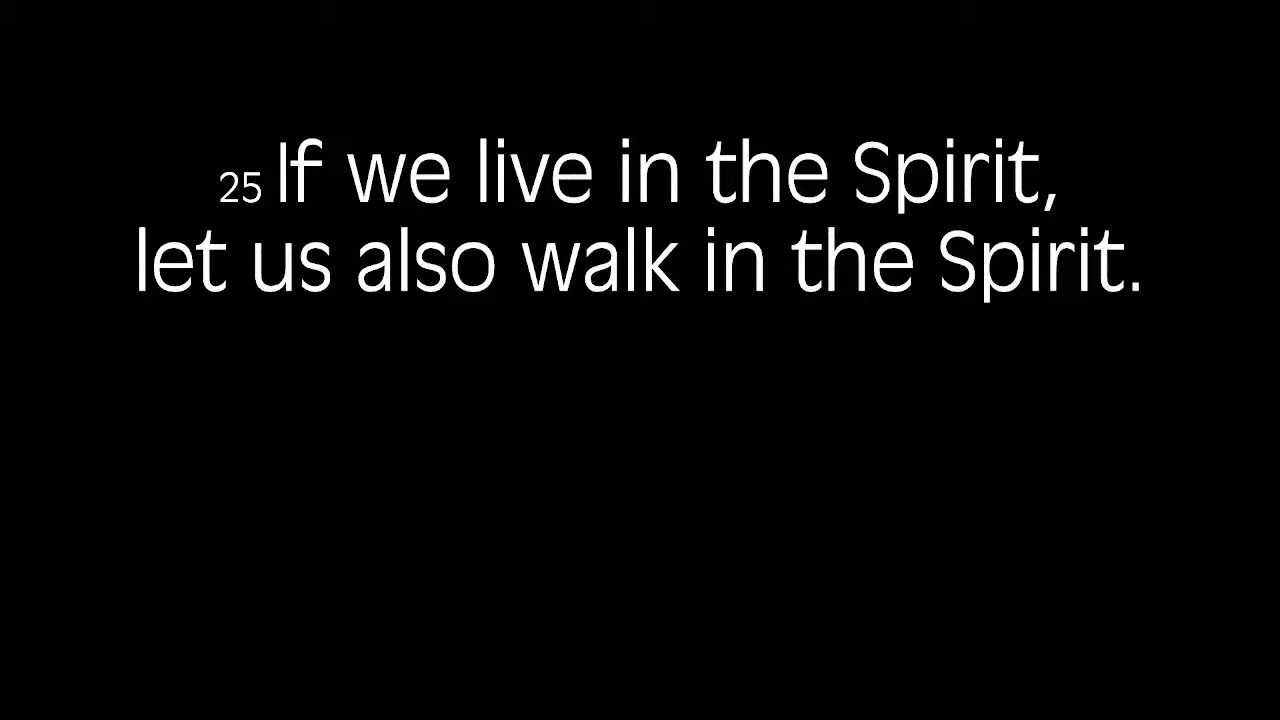 25 If we live in the Spirit,
let us also walk in the Spirit.